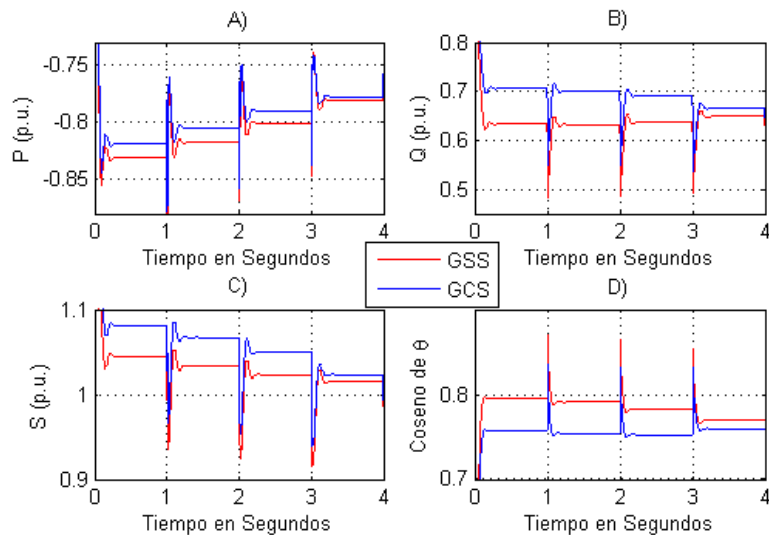 A)
-0.75
-0.8
-0.85
P (p.u.)
0 1 2 3 4
Tiempo en Segundos
B)
0.8
0.7
0.6
0.5
Q (p.u.)
0 1 2 3 4
Tiempo en Segundos
GSS
GCS
C)
1.1
1
0.9
S (p.u.)
0 1 2 3 4
Tiempo en Segundos
D)
0.8
0.7
Coseno de θ
0 1 2 3 4
Tiempo en Segundos